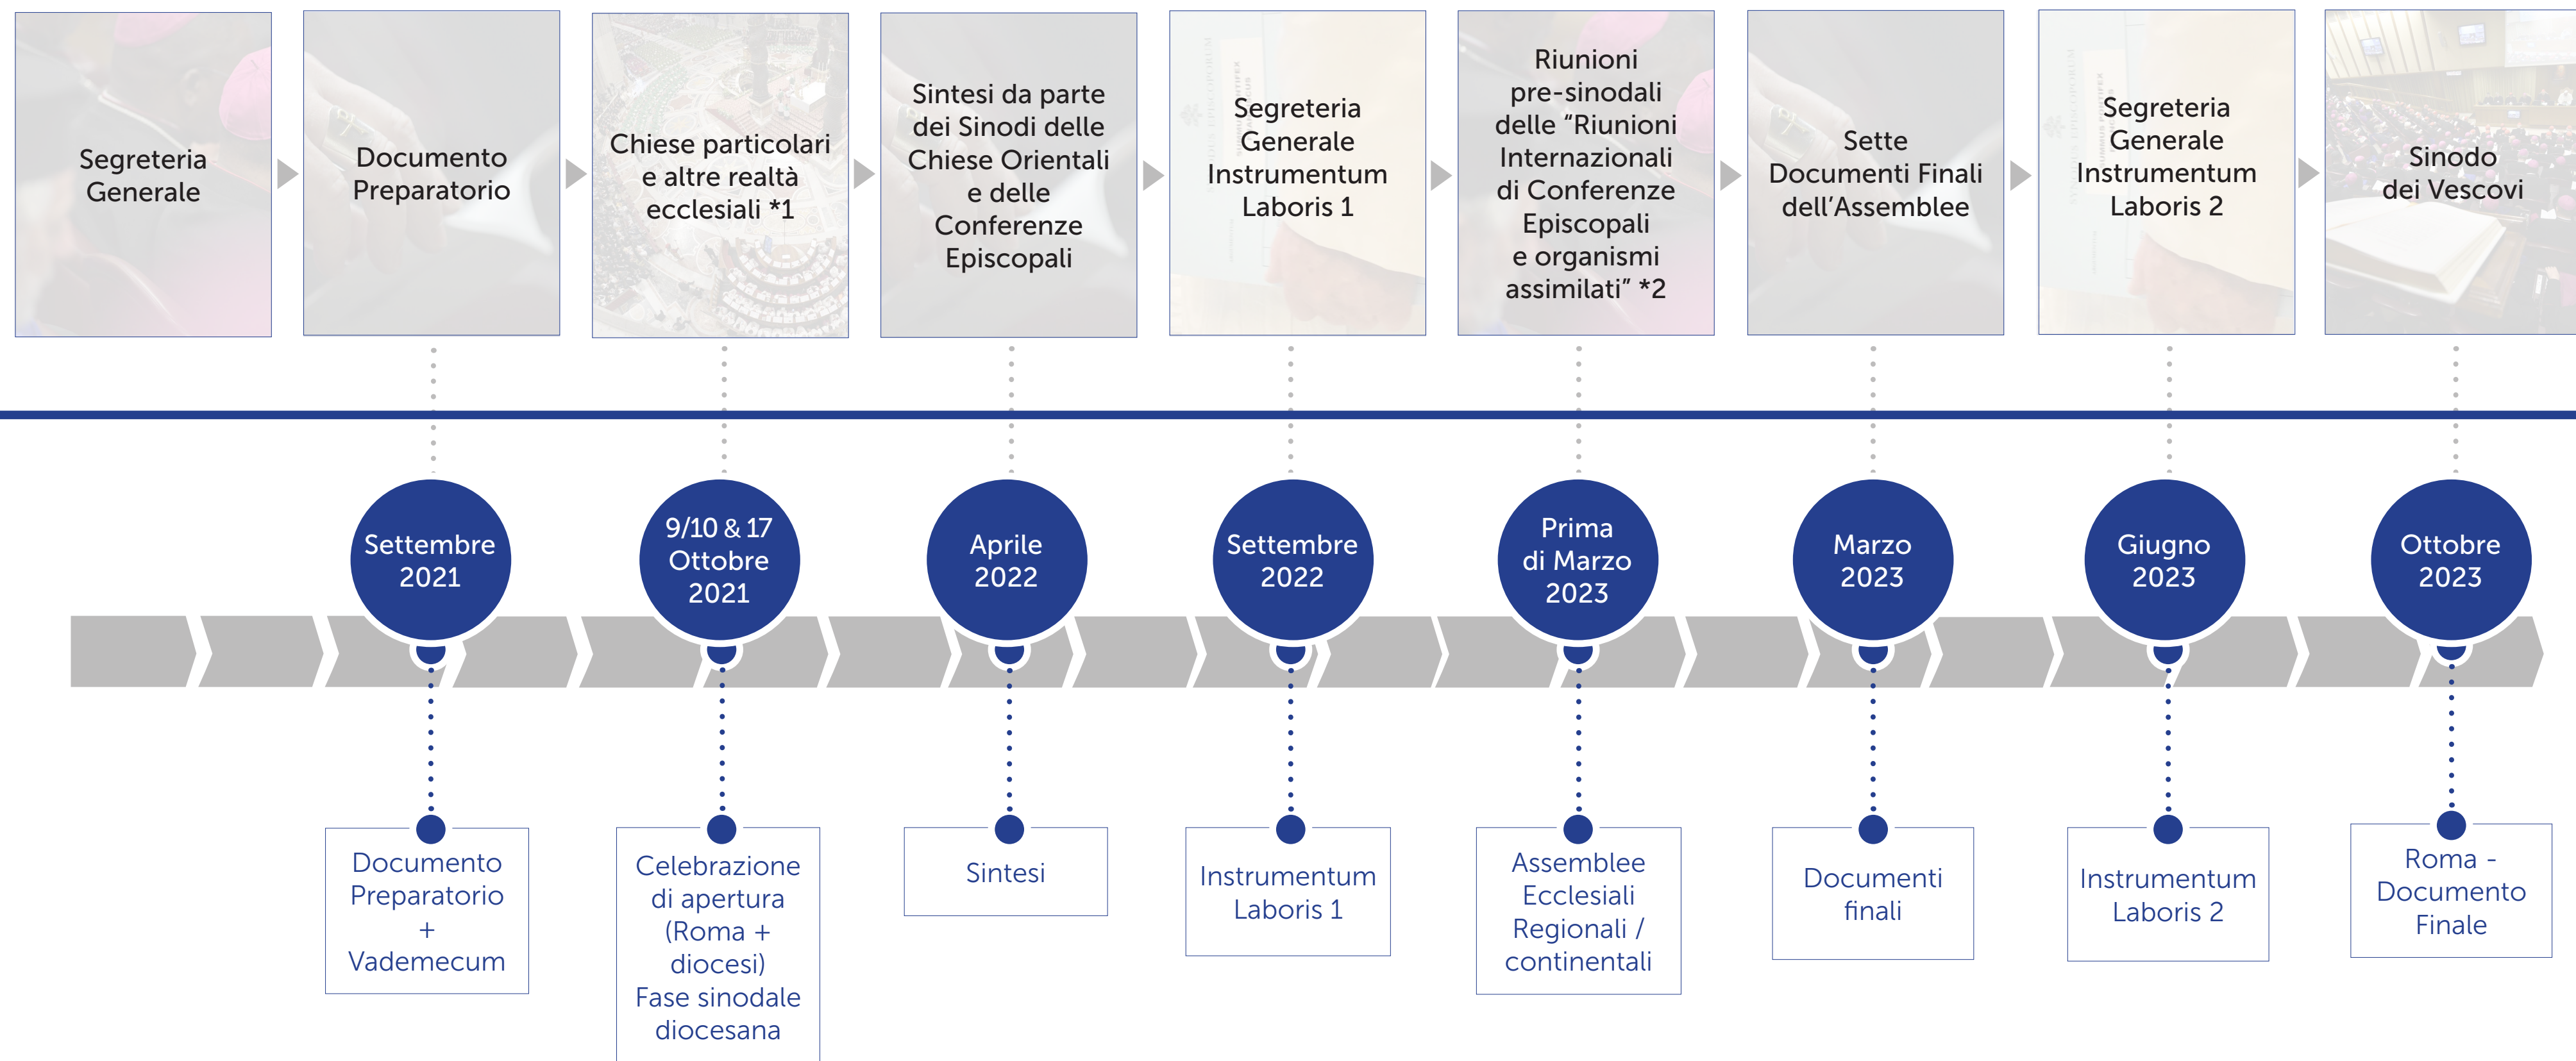 Segreteria
Generale
Documento
Preparatorio
Chiese particolari
e altre realtà
ecclesiali *1
Sintesi da parte
dei Sinodi delle
Chiese Orientali
e delle
Conferenze
Episcopali
Segreteria
Generale
Instrumentum
Laboris 1
Riunioni
pre-sinodali
delle “Riunioni
Internazionali
di Conferenze
Episcopali
e organismi
assimilati” *2
Sette
Documenti Finali
dell’Assemblee
Segreteria
Generale
Instrumentum
Laboris 2
Sinodo
dei Vescovi
Settembre
2021
9/10 & 17
Ottobre
2021
Aprile
2022
Settembre
2022
Prima
di Marzo
2023
Marzo
2023
Giugno
2023
Ottobre
2023
Documento
Preparatorio
+
Vademecum
Celebrazione
di apertura
(Roma +
diocesi)
Fase sinodale
diocesana
Sintesi
Instrumentum
Laboris 1
Assemblee
Ecclesiali
Regionali /
continentali
Documenti
finali
Instrumentum
Laboris 2
Roma -
Documento
Finale